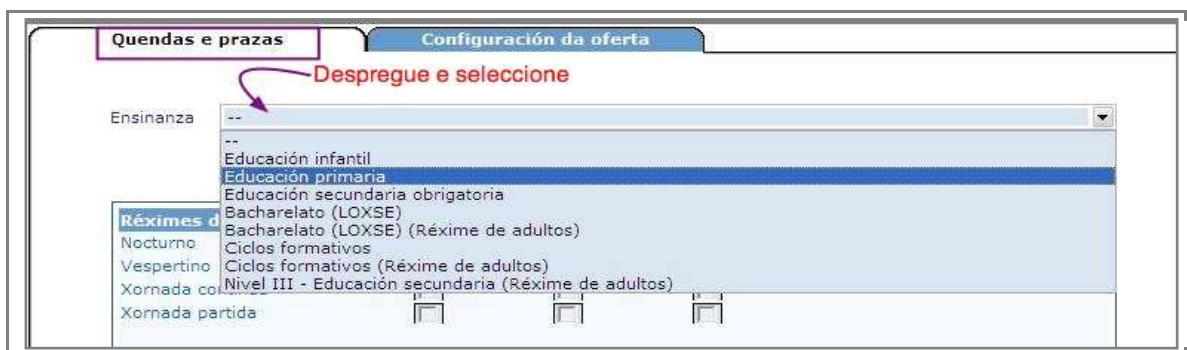 Quendas e prazas Configuración da oferta
Despregue e seleccione
Ensinanza --
--
Educación infantil
Educación primaria
Educación secundaria obrigatoria
Bacharelato (LOXSE)
Bacharelato (LOXSE) (Réxime de adultos)
Ciclos formativos
Ciclos formativos (Réxime de adultos)
Nivel III - Educación secundaria (Réxime de adultos)
Réximes d
Nocturno
Vespertino
Xornada
Xornada partida